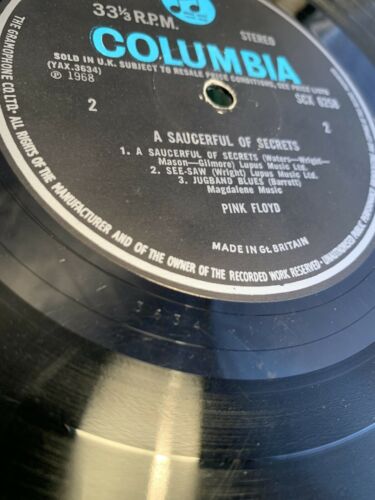 33⅓ R.P.M.
STEREO
COLUMBIA
SOLD IN U.K. SUBJECT TO RESALE PRICE CONDITIONS, SEE PRICE LISTS
(YAX.3634)
SCX 6258
℗ 1968
2
2
A SAUCERFUL OF SECRETS
1. A SAUCERFUL OF SECRETS (Waters—Wright—
Mason—Gilmore) Lupus Music Ltd.
2. SEE-SAW (Wright) Lupus Music Ltd.
3. JUGBAND BLUES (Barrett)
Magdalene Music
PINK FLOYD
MADE IN Gt. BRITAIN
THE GRAMOPHONE CO. LTD. ALL RIGHTS OF THE MANUFACTURER AND OF THE OWNER OF THE RECORDED WORK RESERVED. UNAUTHORISED PUBLIC